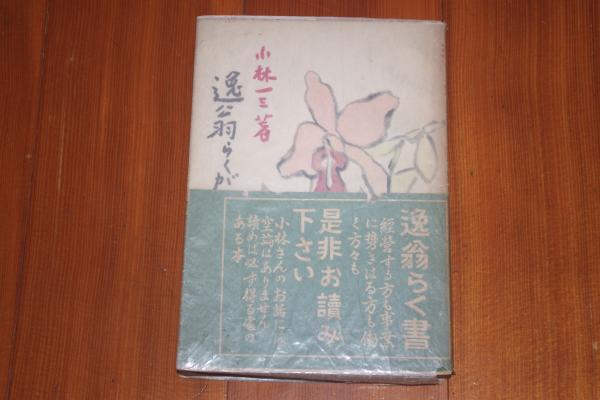 小林一三著
逸翁らくが
逸翁らく書
経営する方も事業
に携さはる方も働
く方々も
是非お讀み
下さい
小林さんのお話に
空論はありません
讀めば必ず得る處の
ある本